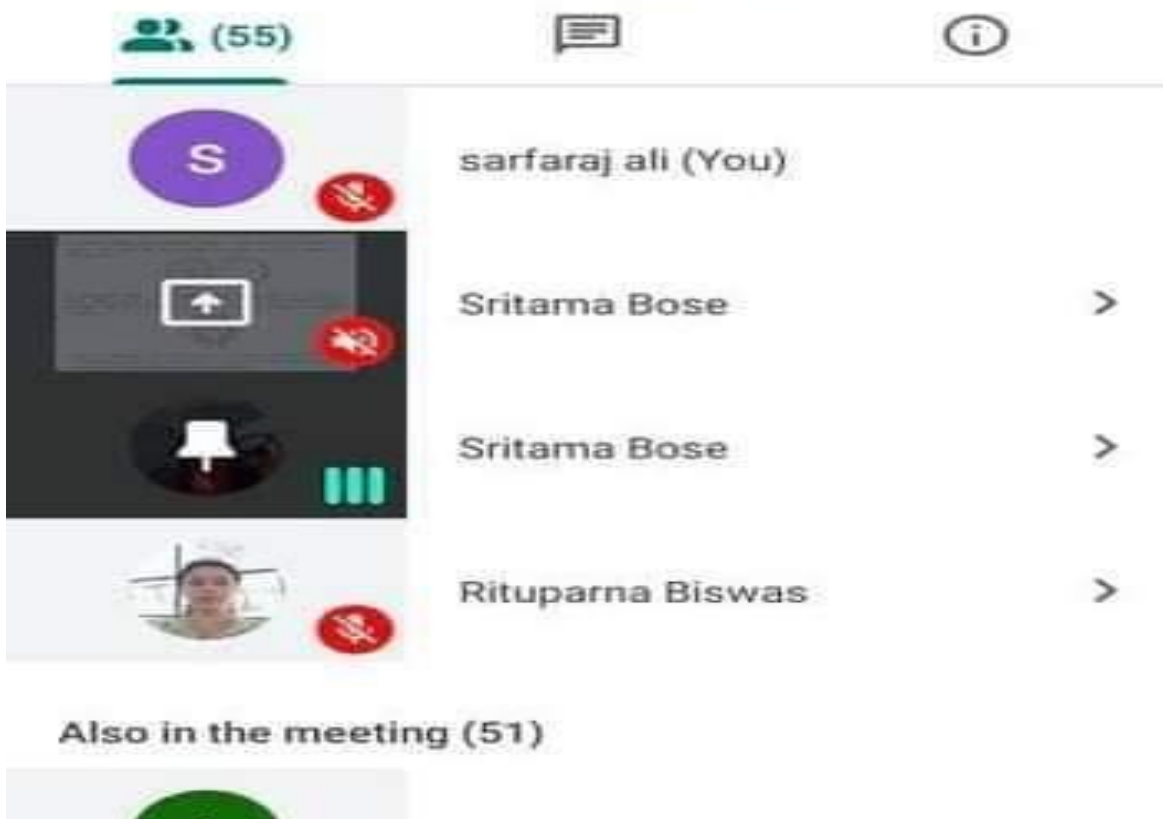 (55)
S
sarfaraj ali (You)
Sritama Bose
Sritama Bose
Rituparna Biswas
Also in the meeting (51)